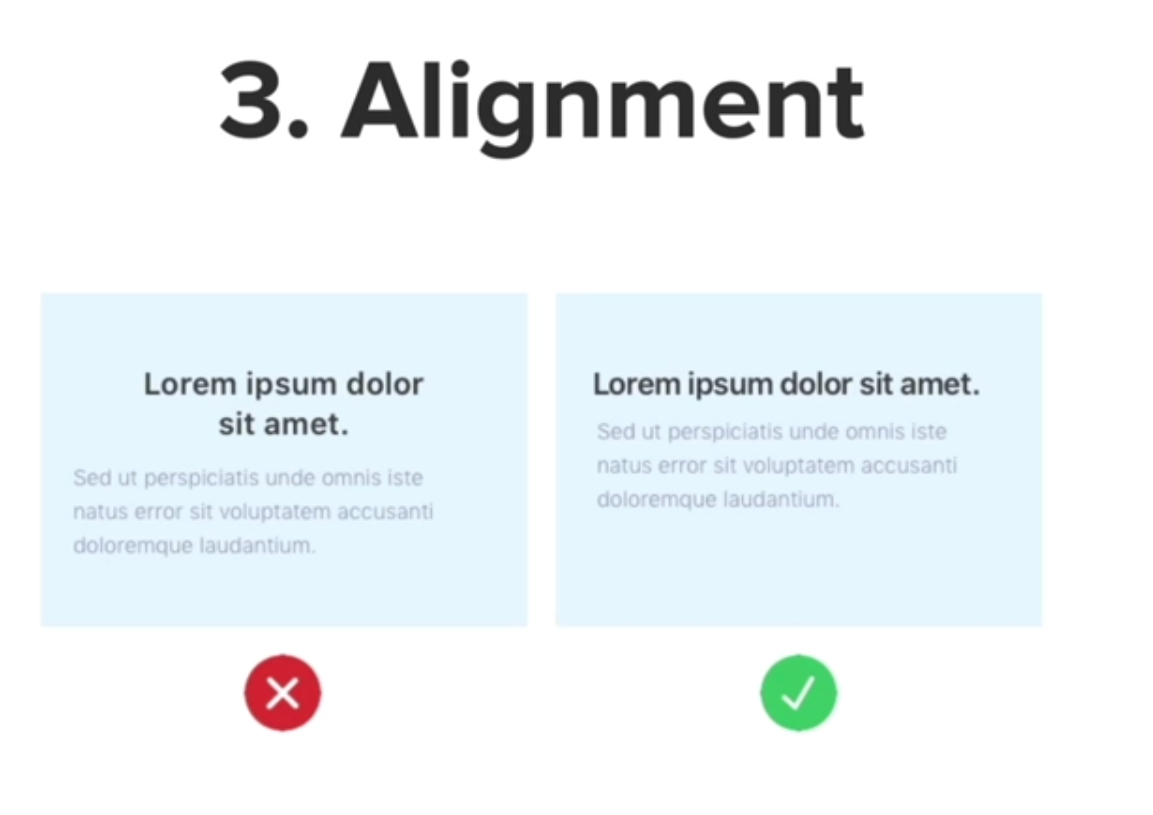 3. Alignment
Lorem ipsum dolor
sit amet.
Sed ut perspiciatis unde omnis iste
natus error sit voluptatem accusanti
doloremque laudantium.
Lorem ipsum dolor sit amet.
Sed ut perspiciatis unde omnis iste
natus error sit voluptatem accusanti
doloremque laudantium.